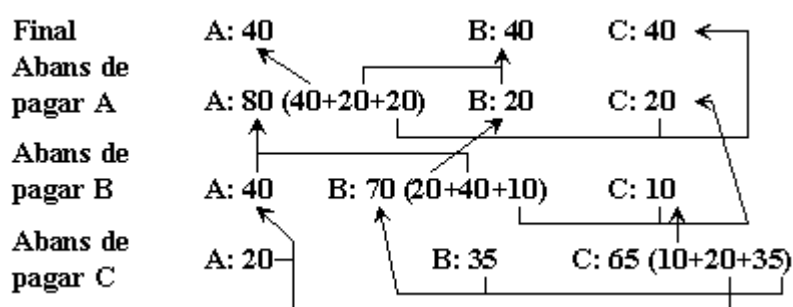 Final A: 40 B: 40 C: 40
Abans de
pagar A A: 80 (40+20+20) B: 20 C: 20
Abans de
pagar B A: 40 B: 70 (20+40+10) C: 10
Abans de
pagar C A: 20 B: 35 C: 65 (10+20+35)